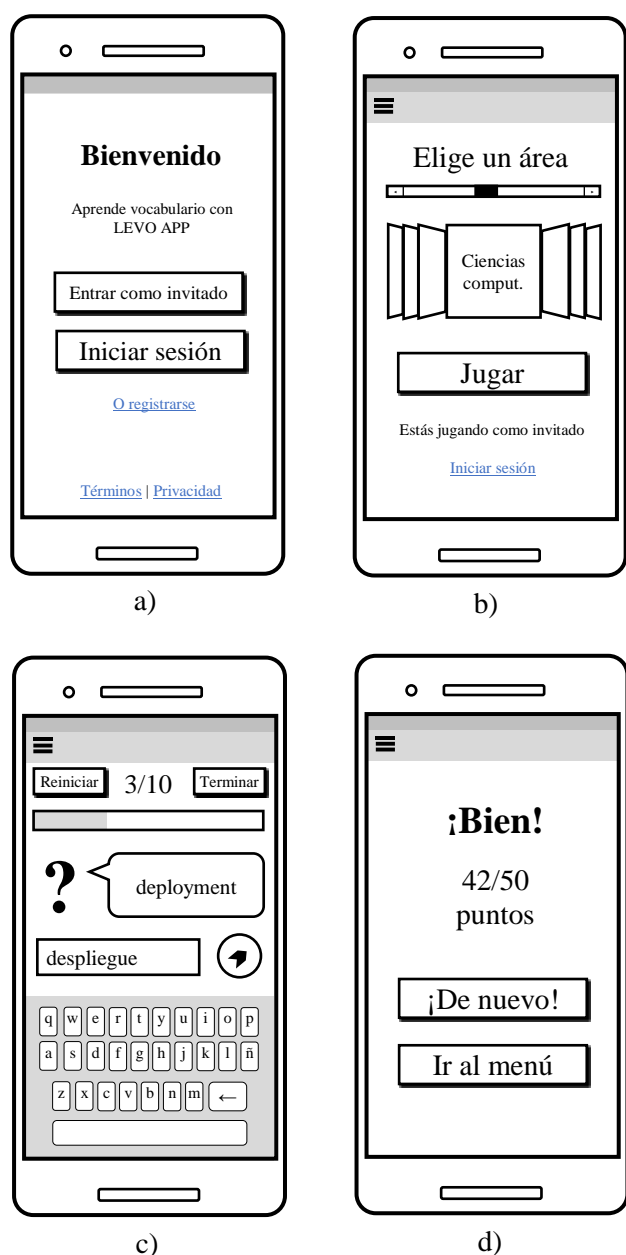 Bienvenido
Aprende vocabulario con
LEVO APP
Entrar como invitado
Iniciar sesión
O registrarse
Términos | Privacidad
a)
Elige un área
Ciencias
comput.
Jugar
Estás jugando como invitado
Iniciar sesión
b)
Reiniciar 3/10 Terminar
? deployment
despliegue
q w e r t y u i o p
a s d f g h j k l ñ
z x c v b n m ←
c)
¡Bien!
42/50
puntos
¡De nuevo!
Ir al menú
d)